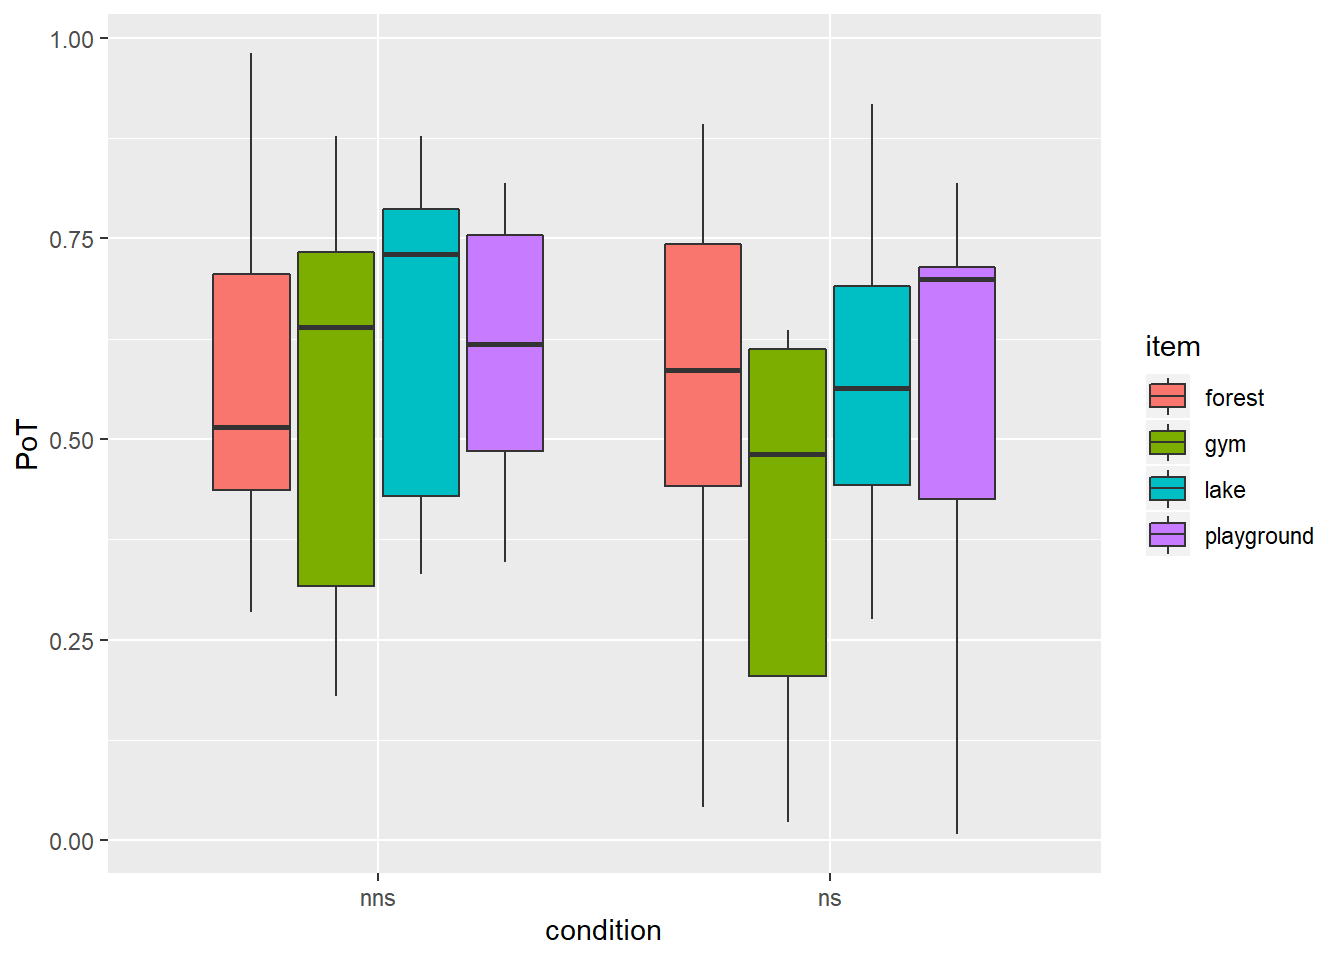 1.00
0.75
0.50
0.25
0.00
PoT
nns
ns
condition
item
forest
gym
lake
playground